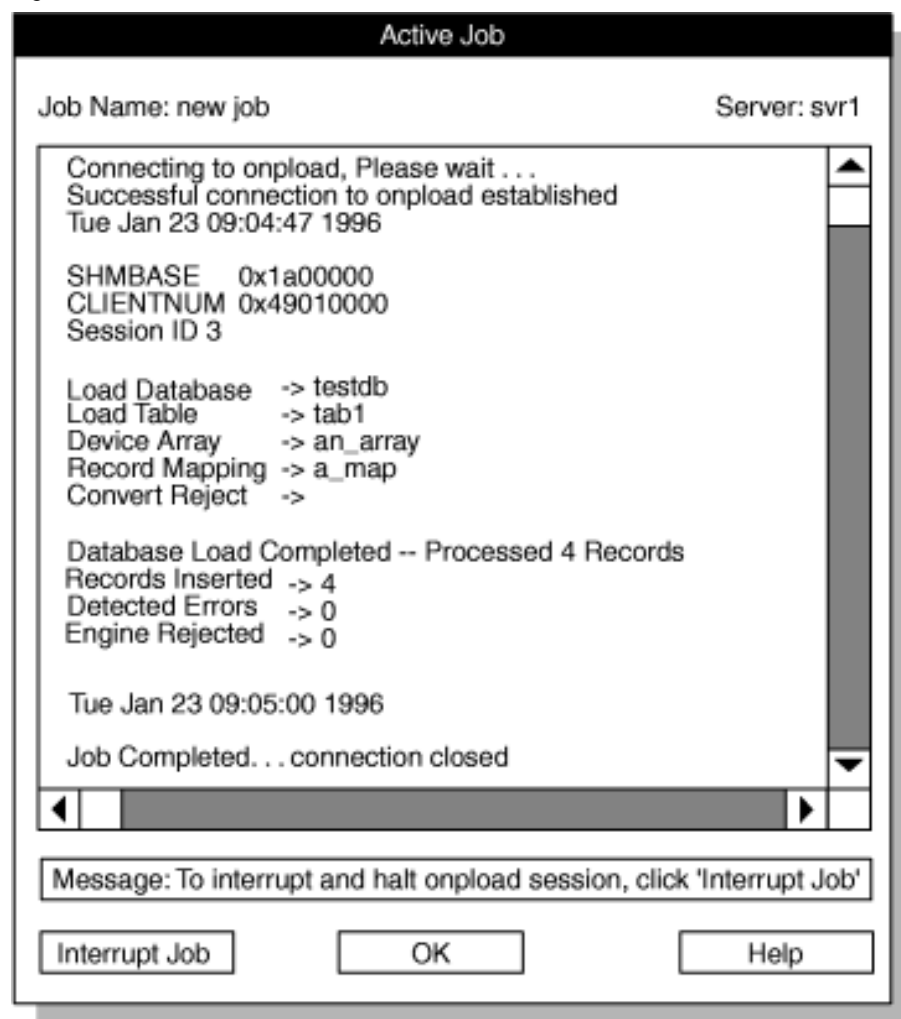 Active Job
Job Name: new job Server: svr1
Connecting to onpload, Please wait . . .
Successful connection to onpload established
Tue Jan 23 09:04:47 1996
SHMBASE 0x1a00000
CLIENTNUM 0x49010000
Session ID 3
Load Database -> testdb
Load Table -> tab1
Device Array -> an_array
Record Mapping -> a_map
Convert Reject ->
Database Load Completed -- Processed 4 Records
Records Inserted -> 4
Detected Errors -> 0
Engine Rejected -> 0
Tue Jan 23 09:05:00 1996
Job Completed. . . connection closed
Message: To interrupt and halt onpload session, click 'Interrupt Job'
Interrupt Job OK Help